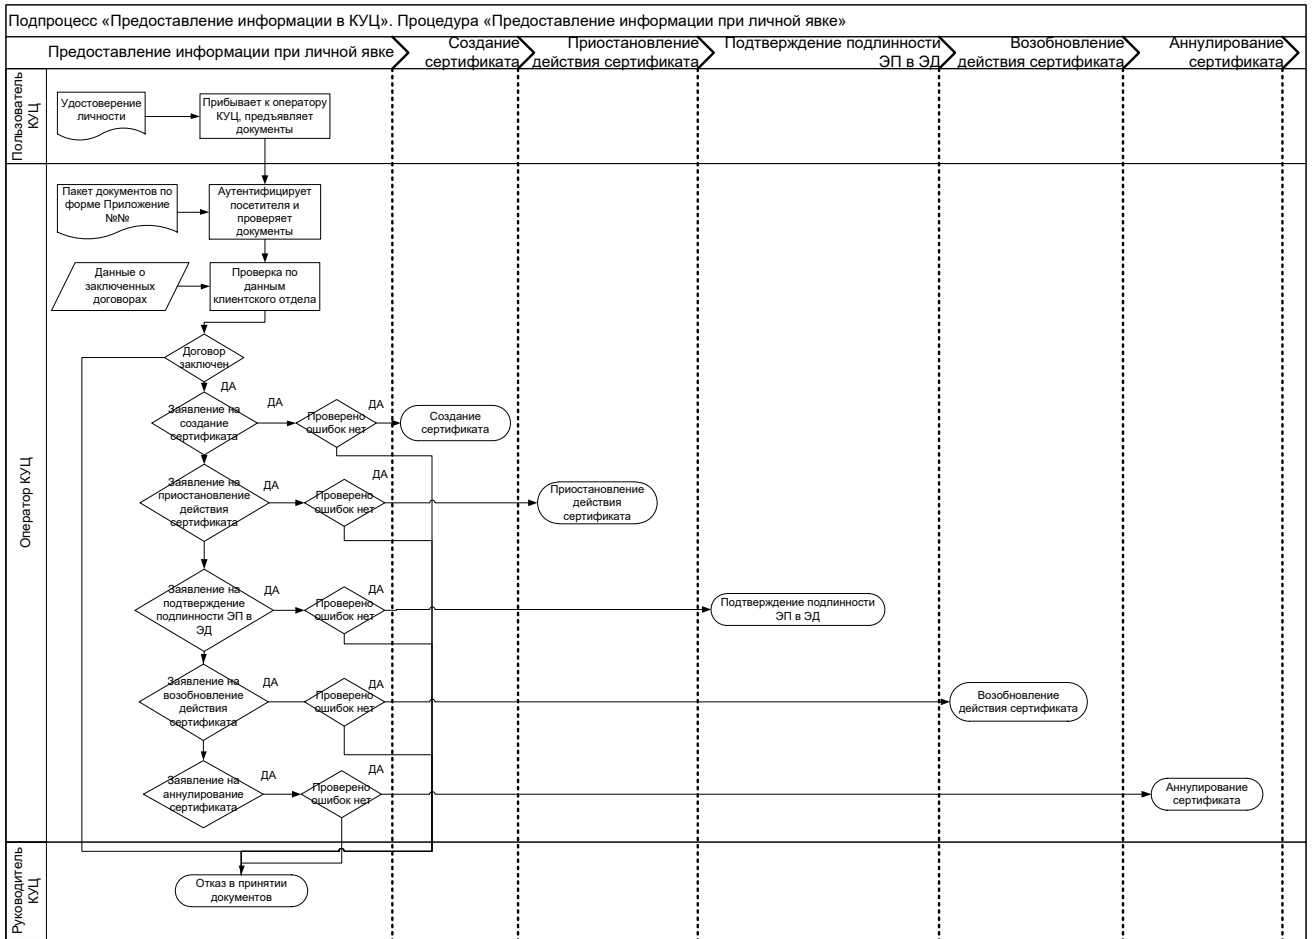 Подпроцесс «Предоставление информации в КУЦ». Процедура «Предоставление информации при личной явке»
Предоставление информации при личной явке
Создание
сертификата
Приостановление
действия сертификата
Подтверждение подлинности
ЭП в ЭД
Возобновление
действия сертификата
Аннулирование
сертификата
Пользователь
КУЦ
Удостоверение
личности
Прибывает к оператору
КУЦ, предъявляет
документы
Оператор КУЦ
Пакет документов по
форме Приложение
№№
Аутентифицирует
посетителя и
проверяет
документы
Данные о
заключенных
договорах
Проверка по
данным
клиентского отдела
Договор
заключен
ДА
Заявление на
создание
сертификата
ДА
Проверено
ошибок нет
ДА
Создание
сертификата
Заявление на
приостановление
действия
сертификата
ДА
Проверено
ошибок нет
ДА
Приостановление
действия
сертификата
Заявление на
подтверждение
подлинности ЭП в
ЭД
ДА
Проверено
ошибок нет
ДА
Подтверждение подлинности
ЭП в ЭД
Заявление на
возобновление
действия
сертификата
ДА
Проверено
ошибок нет
ДА
Возобновление
действия сертификата
Заявление на
аннулирование
сертификата
ДА
Проверено
ошибок нет
ДА
Аннулирование
сертификата
Руководитель
КУЦ
Отказ в принятии
документов